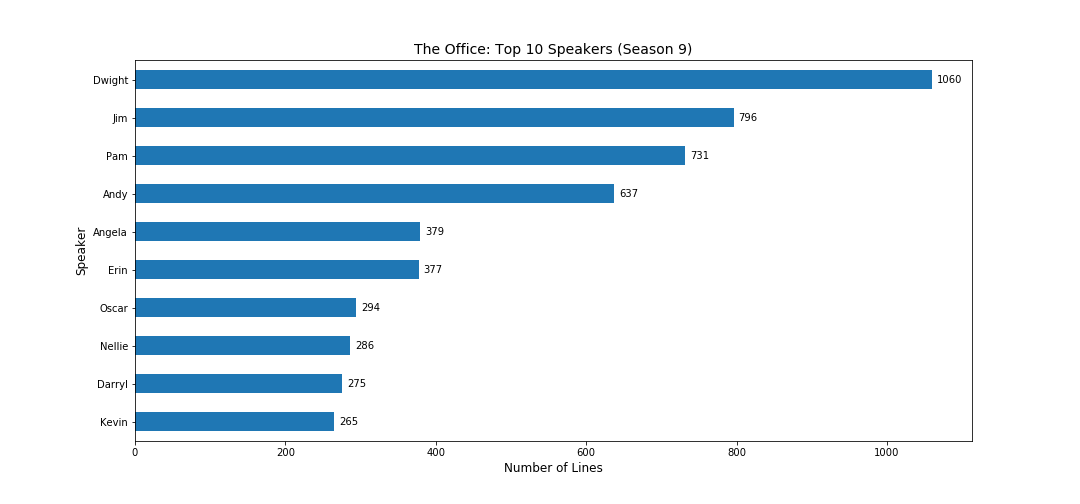 The Office: Top 10 Speakers (Season 9)
Speaker
Dwight 1060
Jim 796
Pam 731
Andy 637
Angela 379
Erin 377
Oscar 294
Nellie 286
Darryl 275
Kevin 265
0 200 400 600 800 1000
Number of Lines